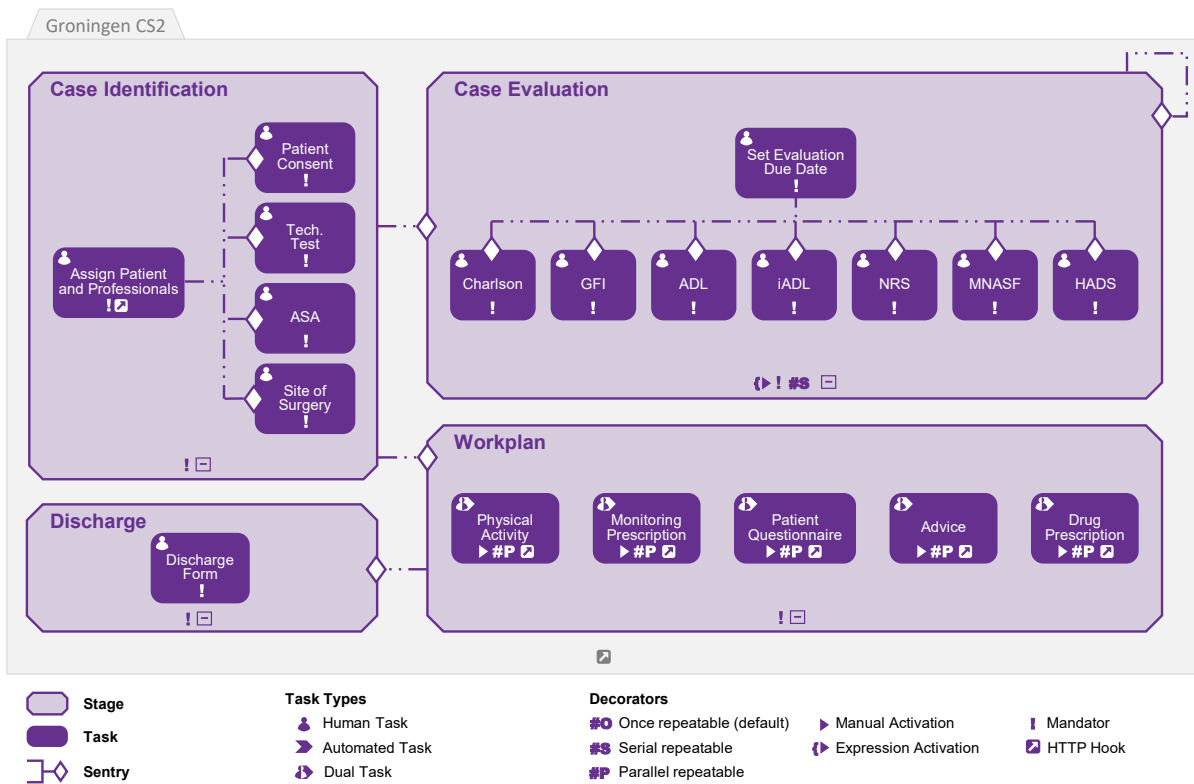 Groningen CS2
Case Identification
Patient
Consent
!
Tech.
Test
!
Assign Patient
and Professionals
!
ASA
!
Site of
Surgery
!
!
Case Evaluation
Set Evaluation
Due Date
!
Charlson
!
GFI
!
ADL
!
iADL
!
NRS
!
MNASF
!
HADS
!
! #S
Workplan
Physical
Activity
#P
Monitoring
Prescription
#P
Patient
Questionnaire
#P
Advice
#P
Drug
Prescription
#P
!
Discharge
Discharge
Form
!
!
Stage
Task
Sentry
Task Types
Human Task
Automated Task
Dual Task
Decorators
#O Once repeatable (default)
#S Serial repeatable
#P Parallel repeatable
Manual Activation
Expression Activation
! Mandator
HTTP Hook